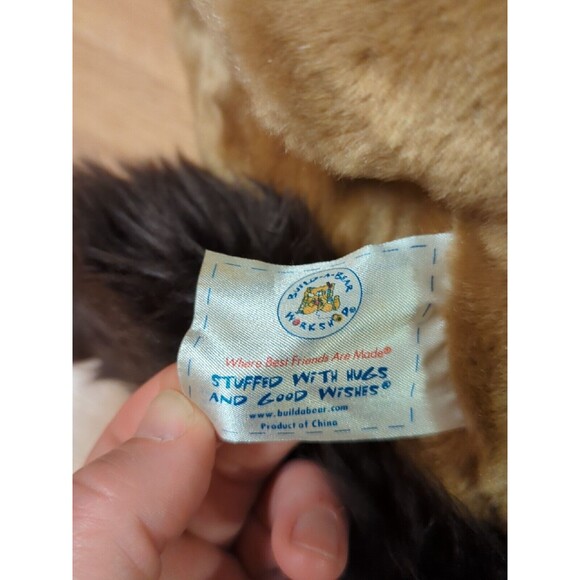 BUILD-A-BEAR
WORKSHOP®
Where Best Friends Are Made®
STUFFED WITH HUGS
AND GOOD WISHES®
www.buildabear.com
Product of China